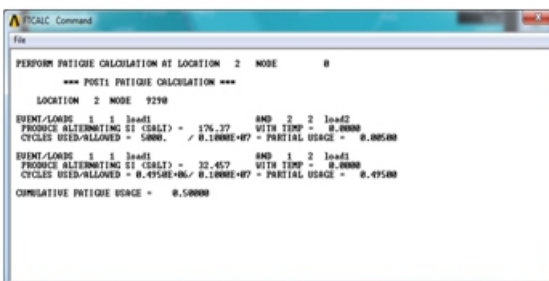 FTCALC Command
File
PERFORM FATIGUE CALCULATION AT LOCATION 2 NODE 0
*** POST1 FATIGUE CALCULATION ***
LOCATION 2 NODE 9290
EVENT/LOADS 1 1 load1 AND 2 2 load2
PRODUCE ALTERNATING SI (SALT) = 176.37 WITH TEMP = 0.0000
CYCLES USED/ALLOWED = 5000. / 0.1000E+07 = PARTIAL USAGE = 0.00500
EVENT/LOADS 1 1 load1 AND 1 2 load1
PRODUCE ALTERNATING SI (SALT) = 32.457 WITH TEMP = 0.0000
CYCLES USED/ALLOWED = 0.4950E+06/ 0.1000E+07 = PARTIAL USAGE = 0.49500
CUMULATIVE FATIGUE USAGE = 0.50000